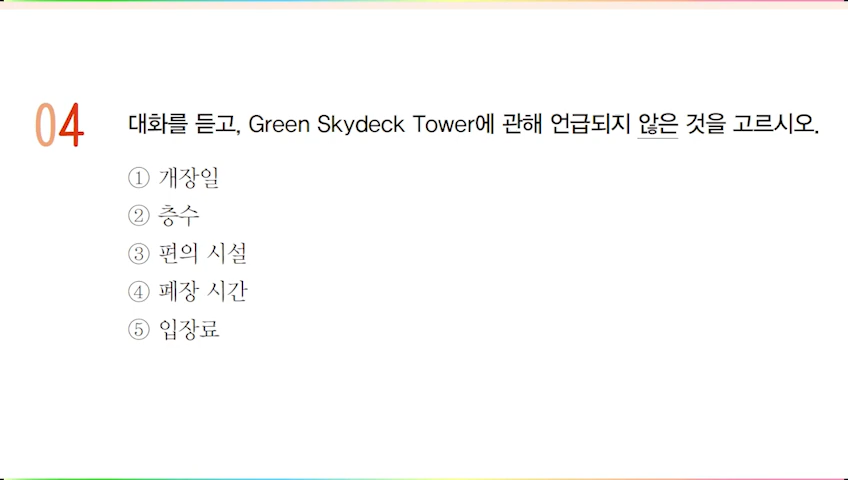 04
대화를 듣고, Green Skydeck Tower에 관해 언급되지 않은 것을 고르시오.
① 개장일
② 층수
③ 편의 시설
④ 폐장 시간
⑤ 입장료